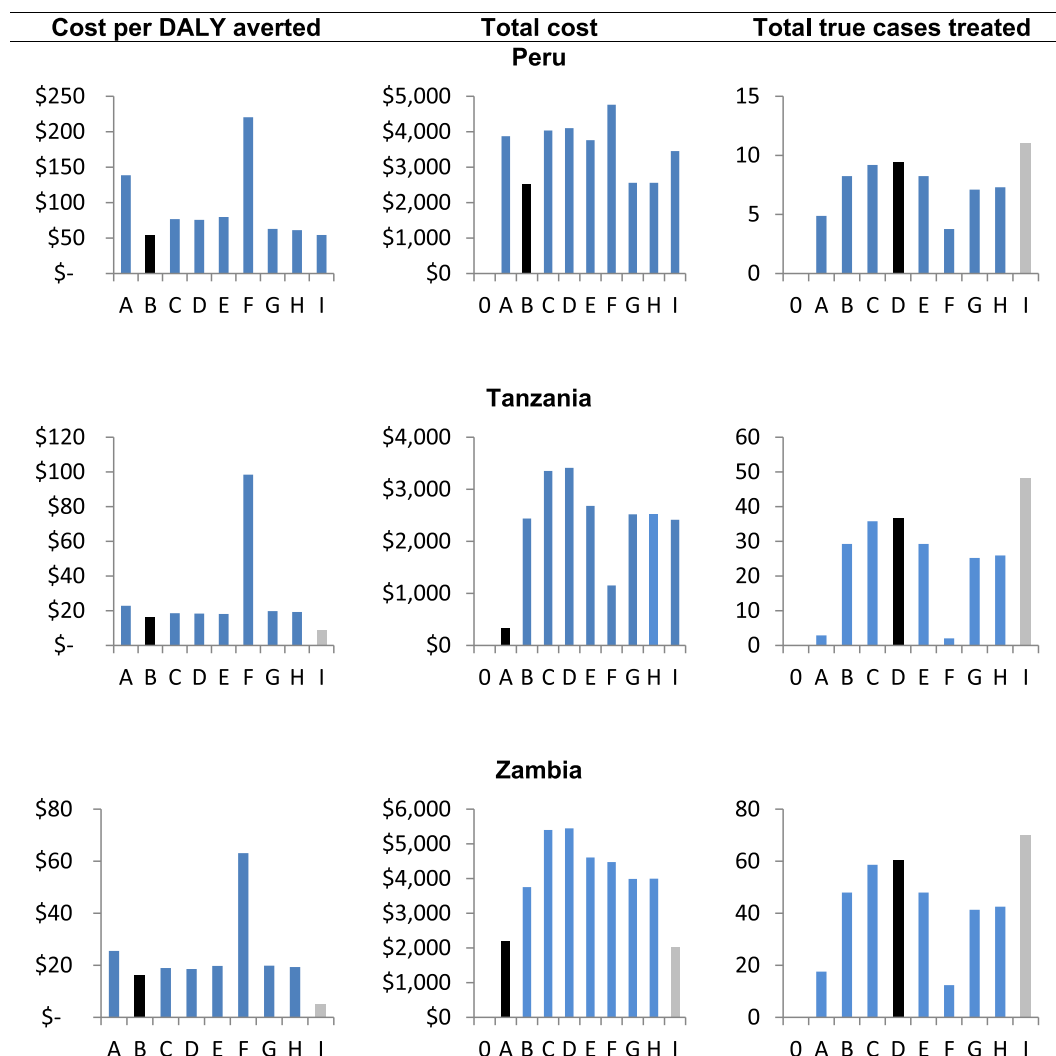 Cost per DALY averted Total cost Total true cases treated
Peru
$250 $5,000 15
$200 $4,000
$150 $3,000 10
$100 $2,000 5
$50 $1,000
$- $0 0
A B C D E F G H I 0 A B C D E F G H I 0 A B C D E F G H I
Tanzania
$120 $4,000 60
$100 50
$80 $3,000 40
$60 $2,000 30
$40 $1,000 20
$20 10
$- $0 0
A B C D E F G H I 0 A B C D E F G H I 0 A B C D E F G H I
Zambia
$80 $6,000 80
$5,000
$60 $4,000 60
$40 $3,000 40
$20 $2,000 20
$1,000
$- $0 0
A B C D E F G H I 0 A B C D E F G H I 0 A B C D E F G H I